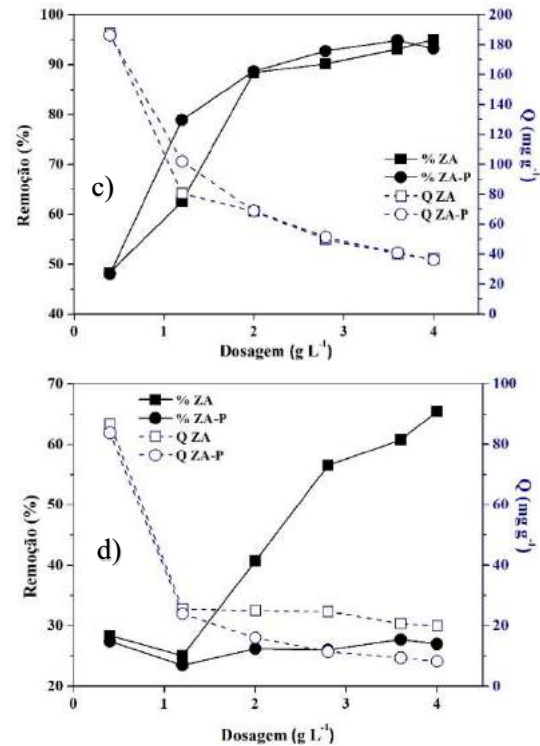 100
90
80
70
60
50
40
Remoção (%)
c)
200
180
160
140
120
100
80
60
40
20
0
Q (mg g⁻¹)
% ZA
% ZA-P
Q ZA
Q ZA-P
0 1 2 3 4
Dosagem (g L⁻¹)
70
60
50
40
30
20
Remoção (%)
% ZA
% ZA-P
Q ZA
Q ZA-P
d)
100
80
60
40
20
0
Q (mg g⁻¹)
0 1 2 3 4
Dosagem (g L⁻¹)